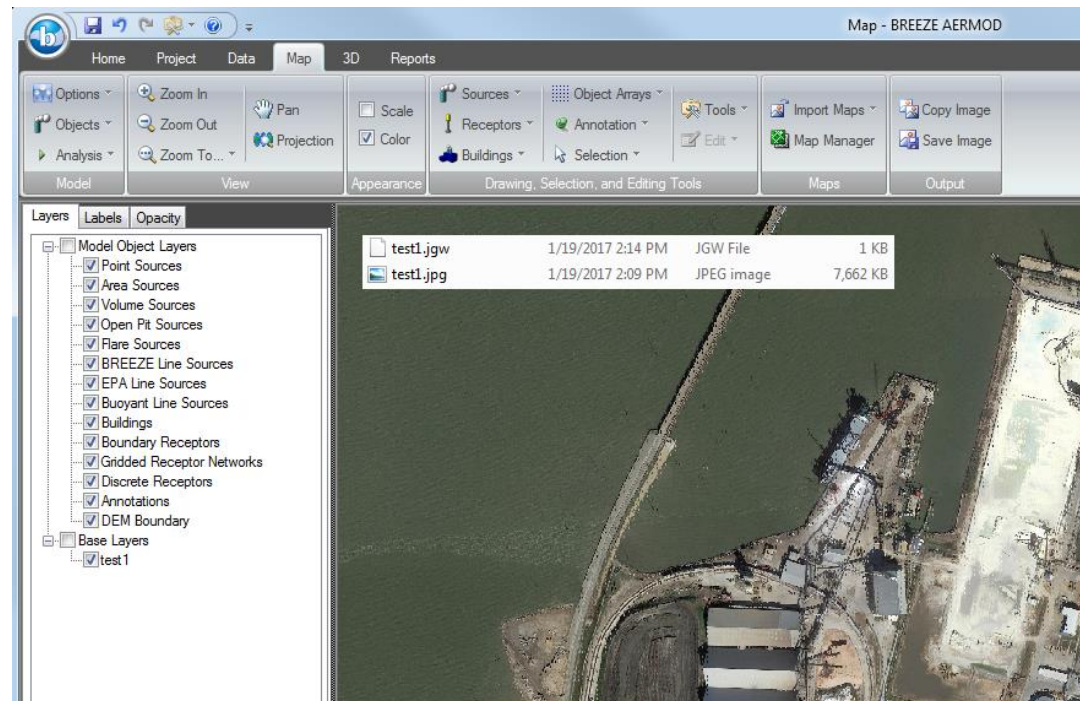 Map - BREEZE AERMOD
b
Home Project Data Map 3D Reports
Options Zoom In Pan Scale Sources Object Arrays Tools Import Maps Copy Image
Objects Zoom Out Projection Color Receptors Annotation Edit Map Manager Save Image
Analysis Zoom To... Buildings Selection
Model View Appearance Drawing, Selection, and Editing Tools Maps Output
Layers Labels Opacity
Model Object Layers
Point Sources
Area Sources
Volume Sources
Open Pit Sources
Flare Sources
BREEZE Line Sources
EPA Line Sources
Buoyant Line Sources
Buildings
Boundary Receptors
Gridded Receptor Networks
Discrete Receptors
Annotations
DEM Boundary
Base Layers
test1
test1.jgw 1/19/2017 2:14 PM JGW File 1 KB
test1.jpg 1/19/2017 2:09 PM JPEG image 7,662 KB